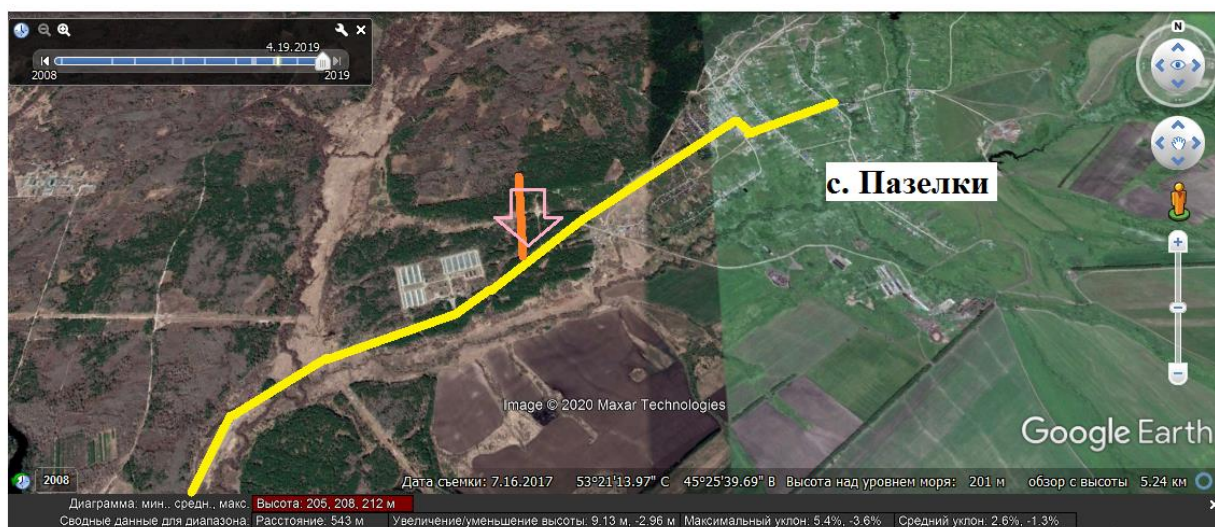 4.19.2019
2008
2019
N
с. Пазелки
Image © 2020 Maxar Technologies
Google Earth
2008
Дата съемки: 7.16.2017 53°21'13.97" С 45°25'39.69" В Высота над уровнем моря: 201 м обзор с высоты 5.24 км
Диаграмма: мин., средн., макс. Высота: 205, 208, 212 м
Сводные данные для диапазона: Расстояние: 543 м Увеличение/уменьшение высоты: 9.13 м, -2.96 м Максимальный уклон: 5.4%, -3.6% Средний уклон: 2.6%, -1.3%